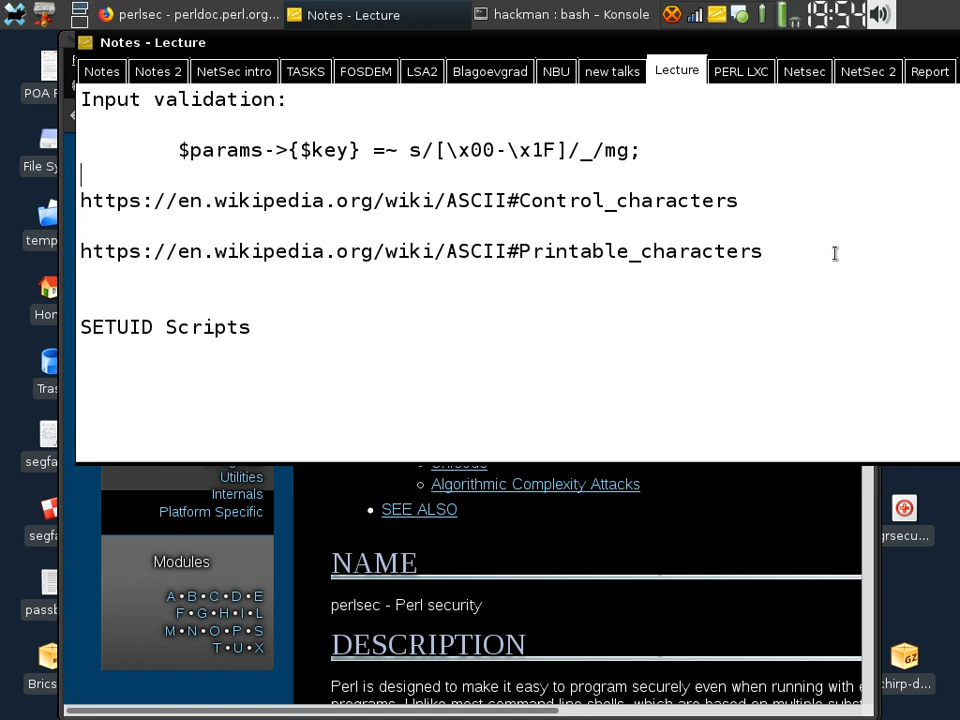 perlsec - perldoc.perl.org...
Notes - Lecture
hackman : bash – Konsole
19:54
Notes - Lecture
Notes
Notes 2
NetSec intro
TASKS
FOSDEM
LSA2
Blagoevgrad
NBU
new talks
Lecture
PERL LXC
Netsec
NetSec 2
Report
Input validation:
$params->{$key} =~ s/[\x00-\x1F]/_/mg;
https://en.wikipedia.org/wiki/ASCII#Control_characters
https://en.wikipedia.org/wiki/ASCII#Printable_characters
SETUID Scripts
POA
File Sy
temp
Hor
Tras
segfa
segfa
passb
Brics
Utilities
Internals
Platform Specific
Modules
A•B•C•D•E
F•G•H•I•L
M•N•O•P•S
T•U•X
Algorithmic Complexity Attacks
SEE ALSO
NAME
perlsec - Perl security
DESCRIPTION
Perl is designed to make it easy to program securely even when running with e
grsecu...
chirp-d...